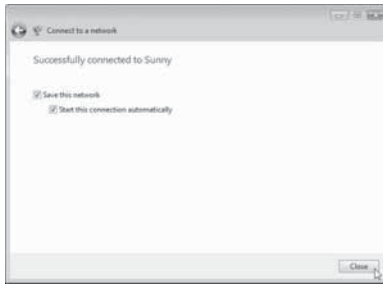 Connect to a network
Successfully connected to Sunny
Save this network
Start this connection automatically
Close